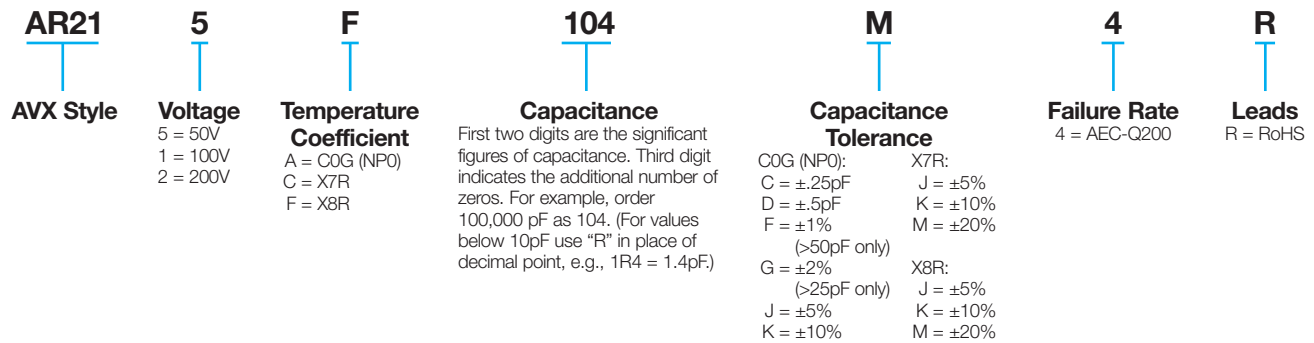 AR21 5 F 104 M 4 R
AVX Style
Voltage
5 = 50V
1 = 100V
2 = 200V
Temperature
Coefficient
A = C0G (NP0)
C = X7R
F = X8R
Capacitance
First two digits are the significant
figures of capacitance. Third digit
indicates the additional number of
zeros. For example, order
100,000 pF as 104. (For values
below 10pF use “R” in place of
decimal point, e.g., 1R4 = 1.4pF.)
Capacitance
Tolerance
C0G (NP0):
C = ±.25pF
D = ±.5pF
F = ±1%
(>50pF only)
G = ±2%
(>25pF only)
J = ±5%
K = ±10%
X7R:
J = ±5%
K = ±10%
M = ±20%
X8R:
J = ±5%
K = ±10%
M = ±20%
Failure Rate
4 = AEC-Q200
Leads
R = RoHS